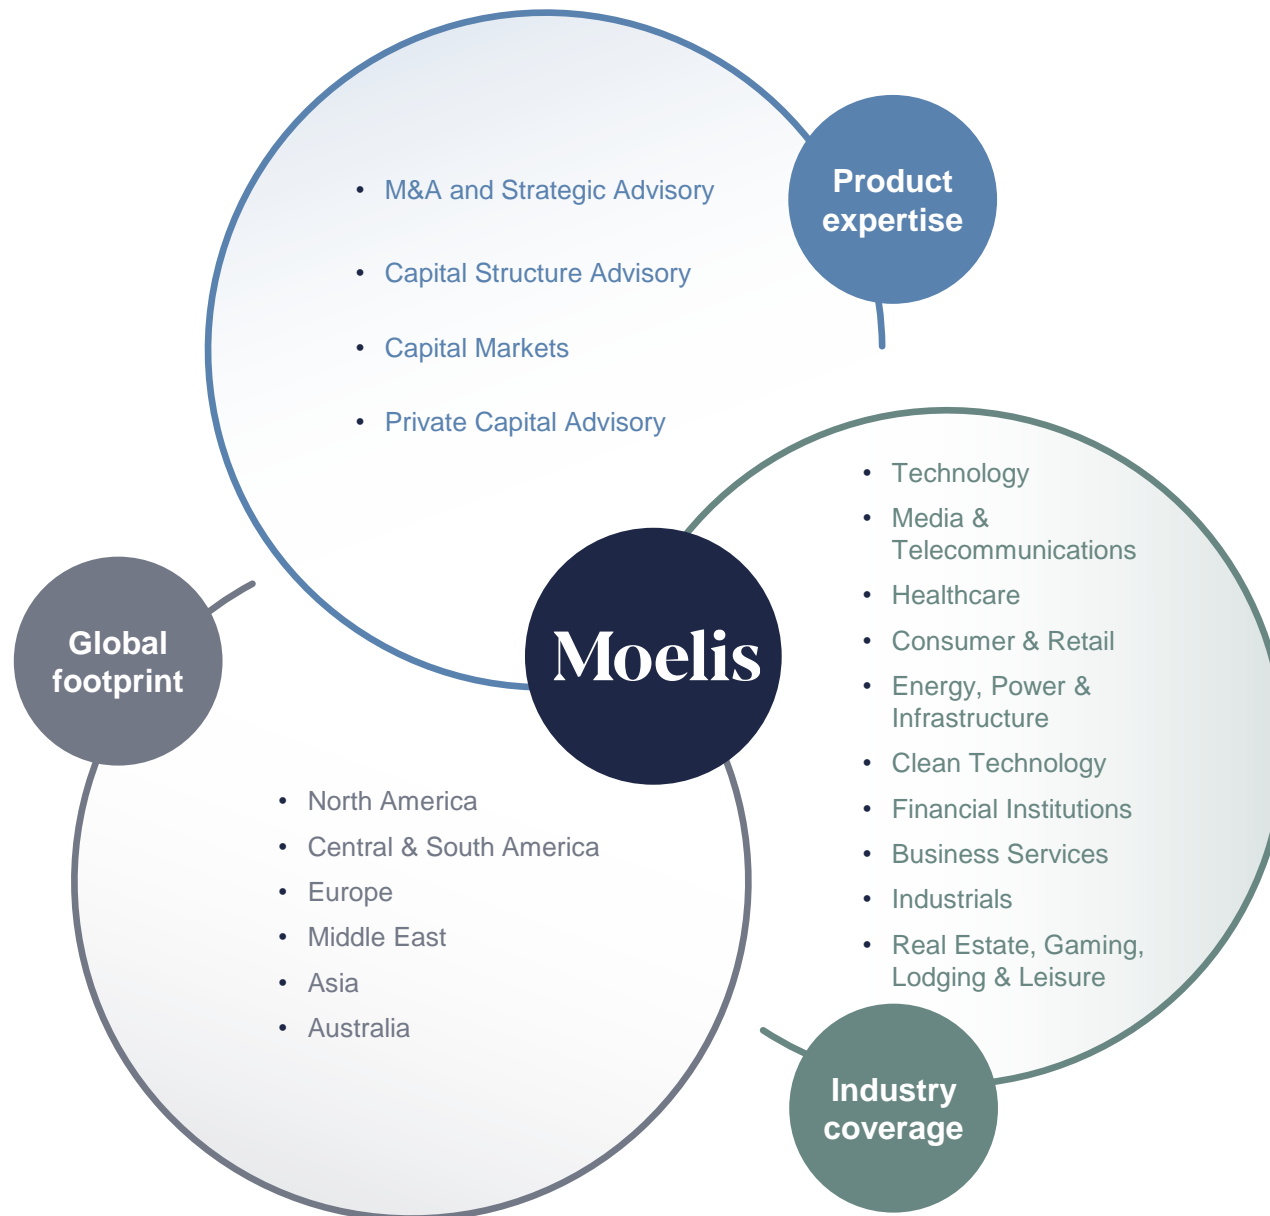 Product
expertise
• M&A and Strategic Advisory
• Capital Structure Advisory
• Capital Markets
• Private Capital Advisory
• Technology
• Media &
Telecommunications
• Healthcare
• Consumer & Retail
• Energy, Power &
Infrastructure
• Clean Technology
• Financial Institutions
• Business Services
• Industrials
• Real Estate, Gaming,
Lodging & Leisure
Industry
coverage
Moelis
Global
footprint
• North America
• Central & South America
• Europe
• Middle East
• Asia
• Australia